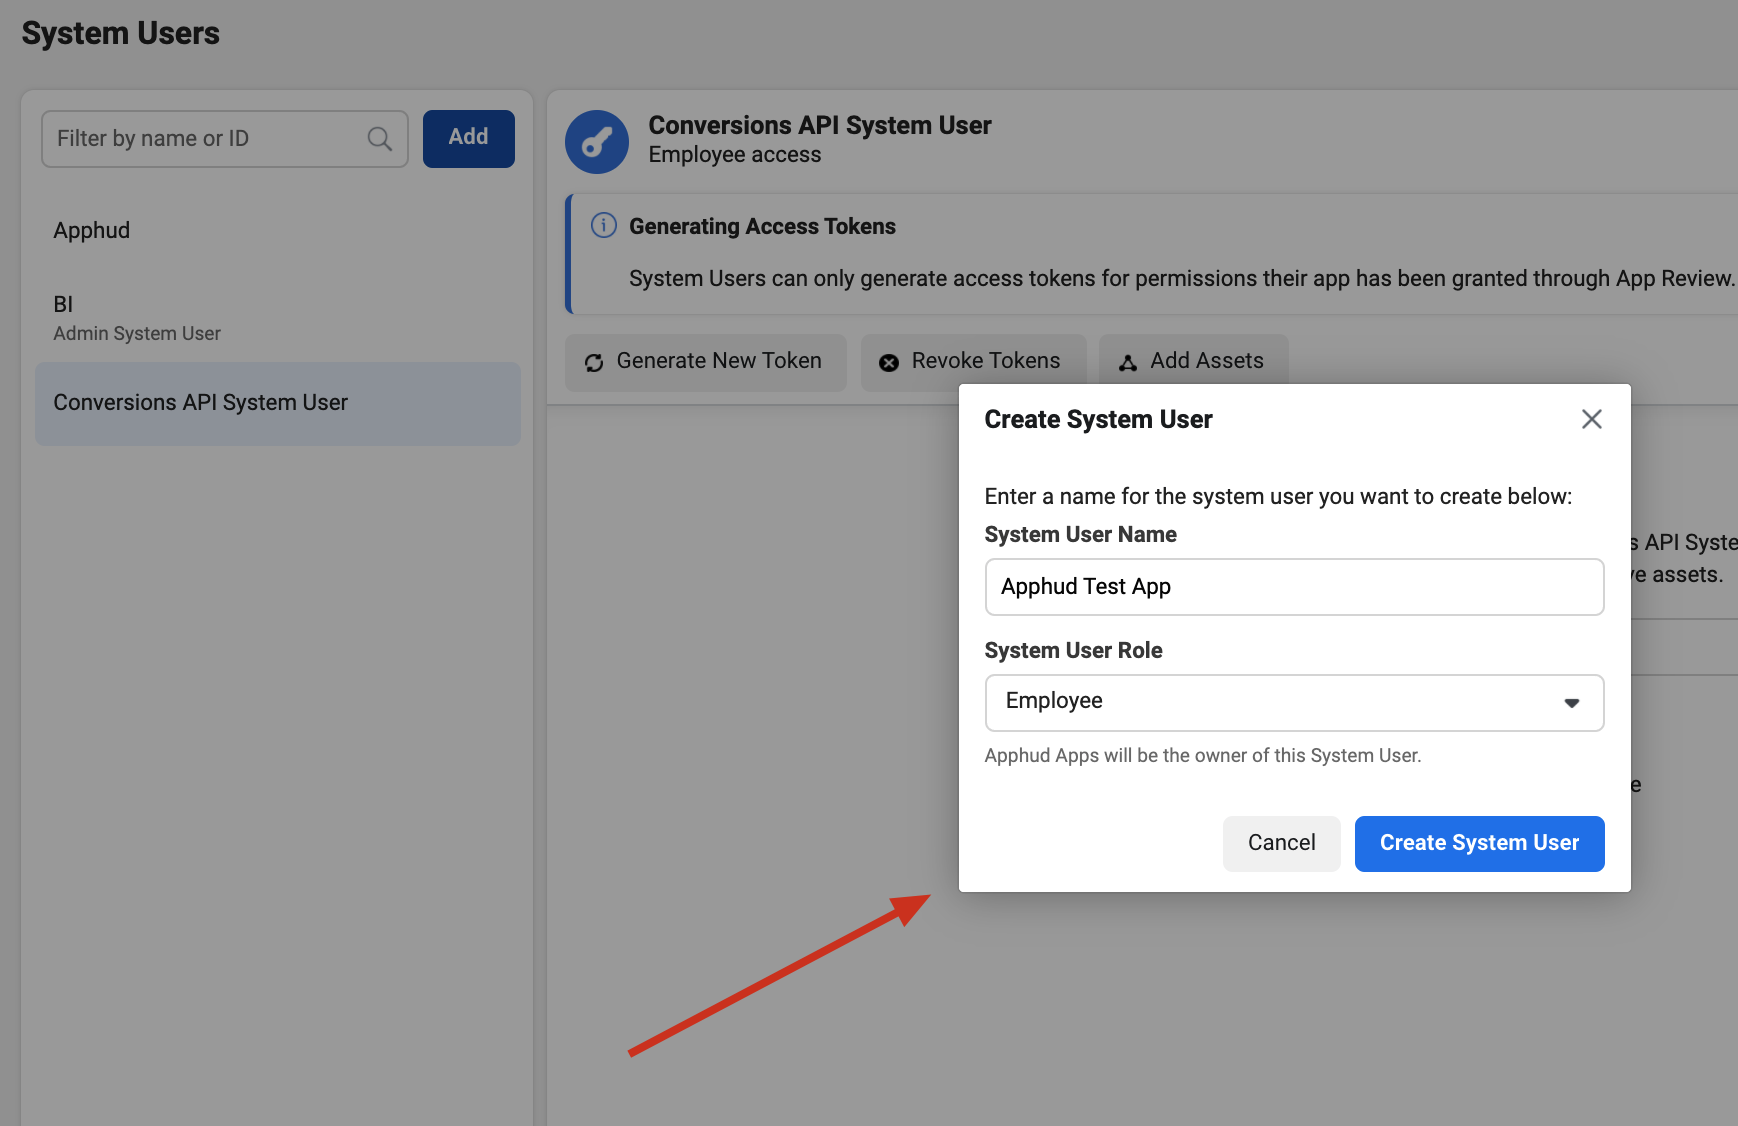 System Users
Filter by name or ID
Add
Apphud
BI
Admin System User
Conversions API System User
Conversions API System User
Employee access
Generating Access Tokens
System Users can only generate access tokens for permissions their app has been granted through App Review.
Generate New Token
Revoke Tokens
Add Assets
Create System User
Enter a name for the system user you want to create below:
System User Name
Apphud Test App
System User Role
Employee
Apphud Apps will be the owner of this System User.
Cancel
Create System User
API
assets.